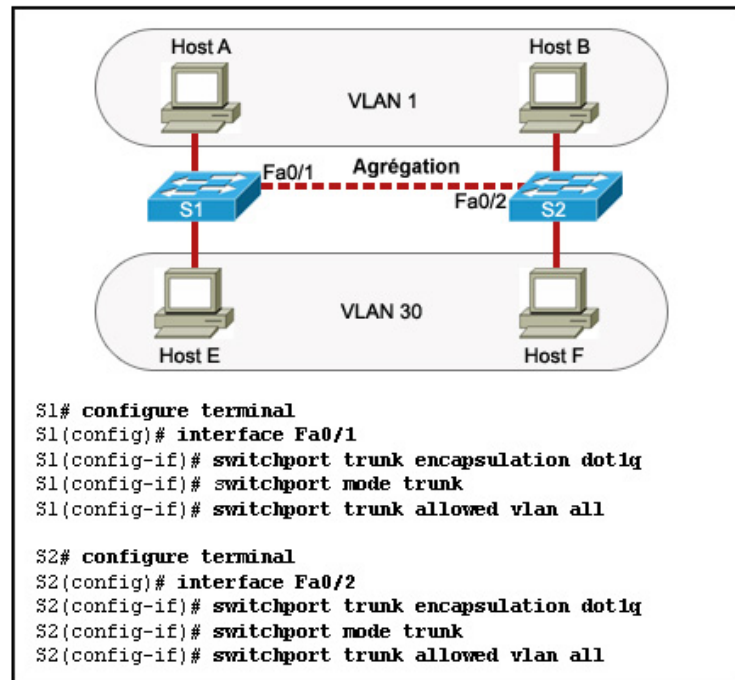 Host A
Host B
VLAN 1
Fa0/1
Agrégation
Fa0/2
S1
S2
VLAN 30
Host E
Host F
S1# configure terminal
S1(config)# interface Fa0/1
S1(config-if)# switchport trunk encapsulation dot1q
S1(config-if)# switchport mode trunk
S1(config-if)# switchport trunk allowed vlan all
S2# configure terminal
S2(config)# interface Fa0/2
S2(config-if)# switchport trunk encapsulation dot1q
S2(config-if)# switchport mode trunk
S2(config-if)# switchport trunk allowed vlan all